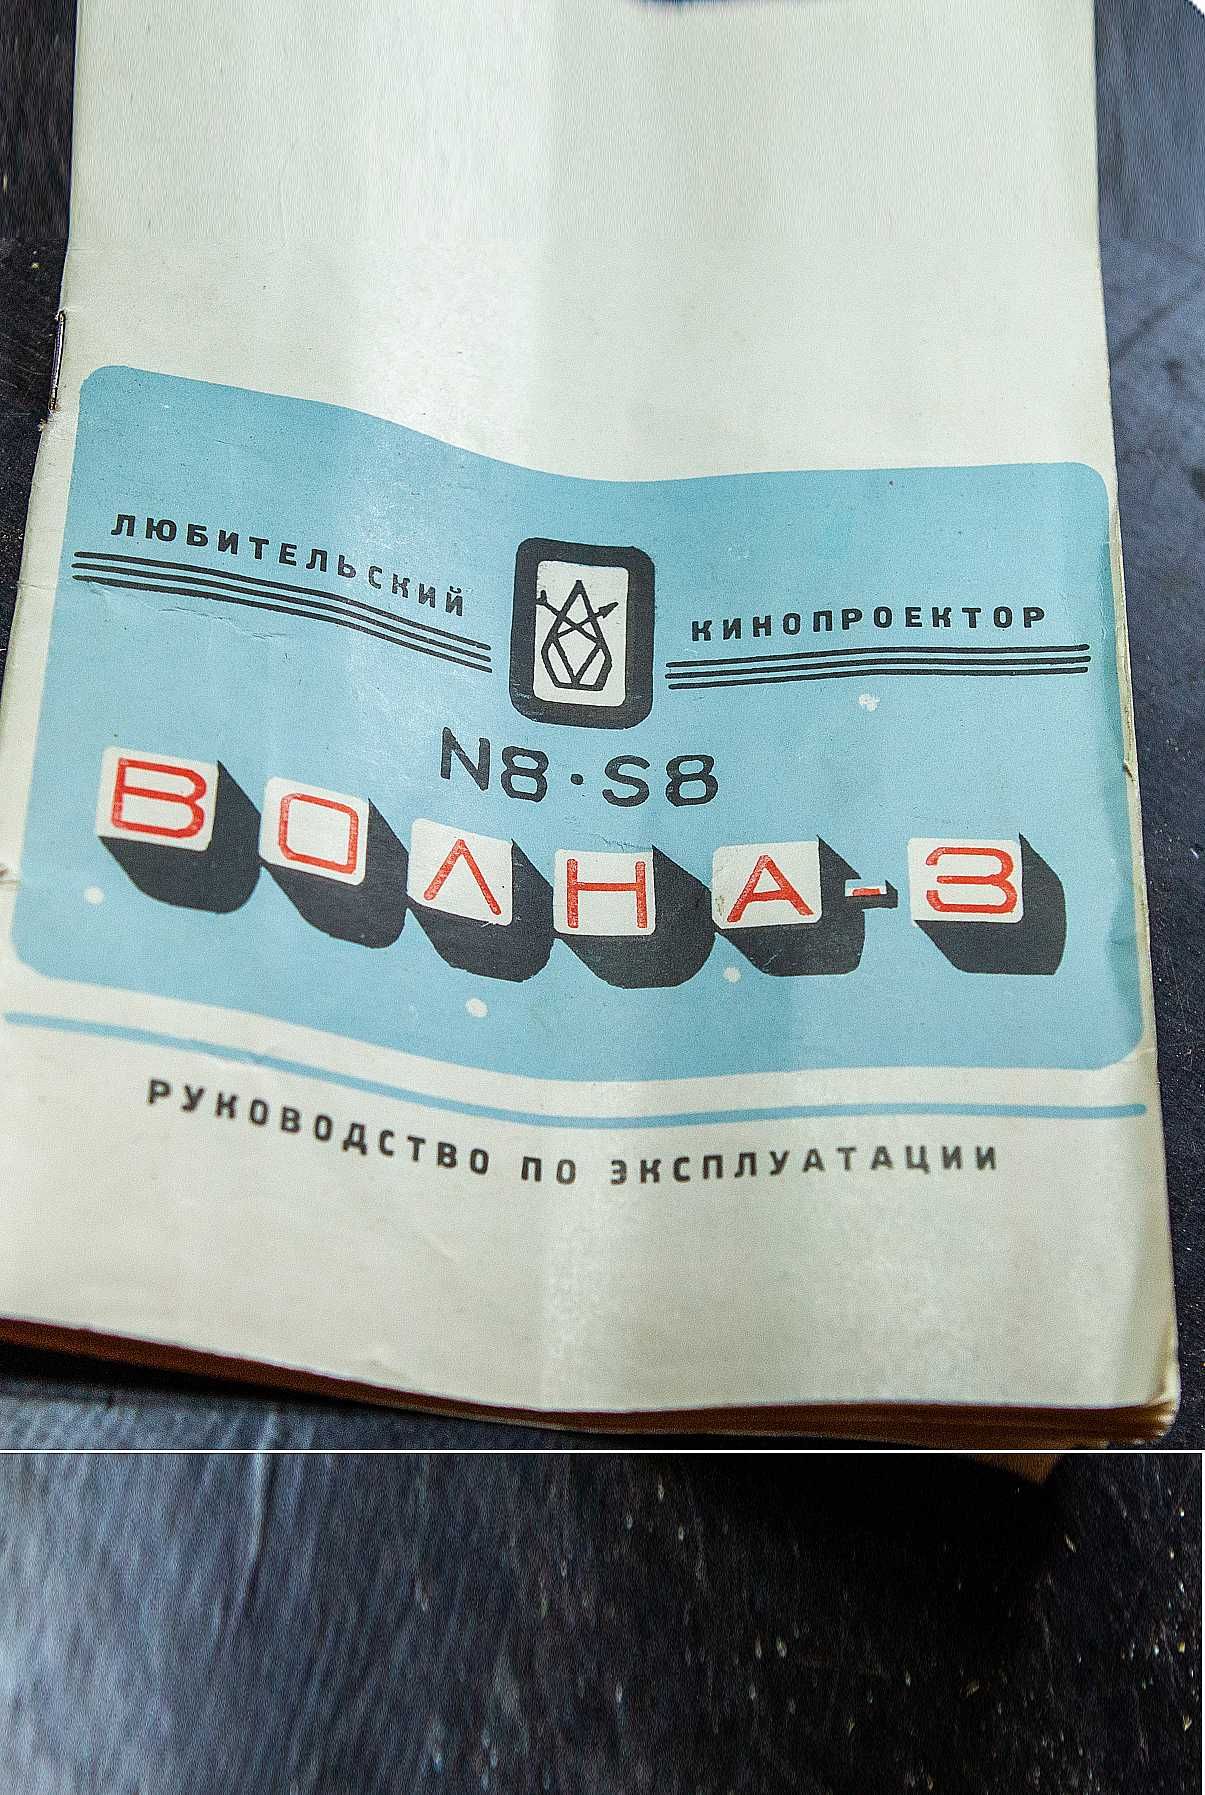 ЛЮБИТЕЛЬСКИЙ КИНОПРОЕКТОР
N8·S8
ВОЛНА-3
РУКОВОДСТВО ПО ЭКСПЛУАТАЦИИ